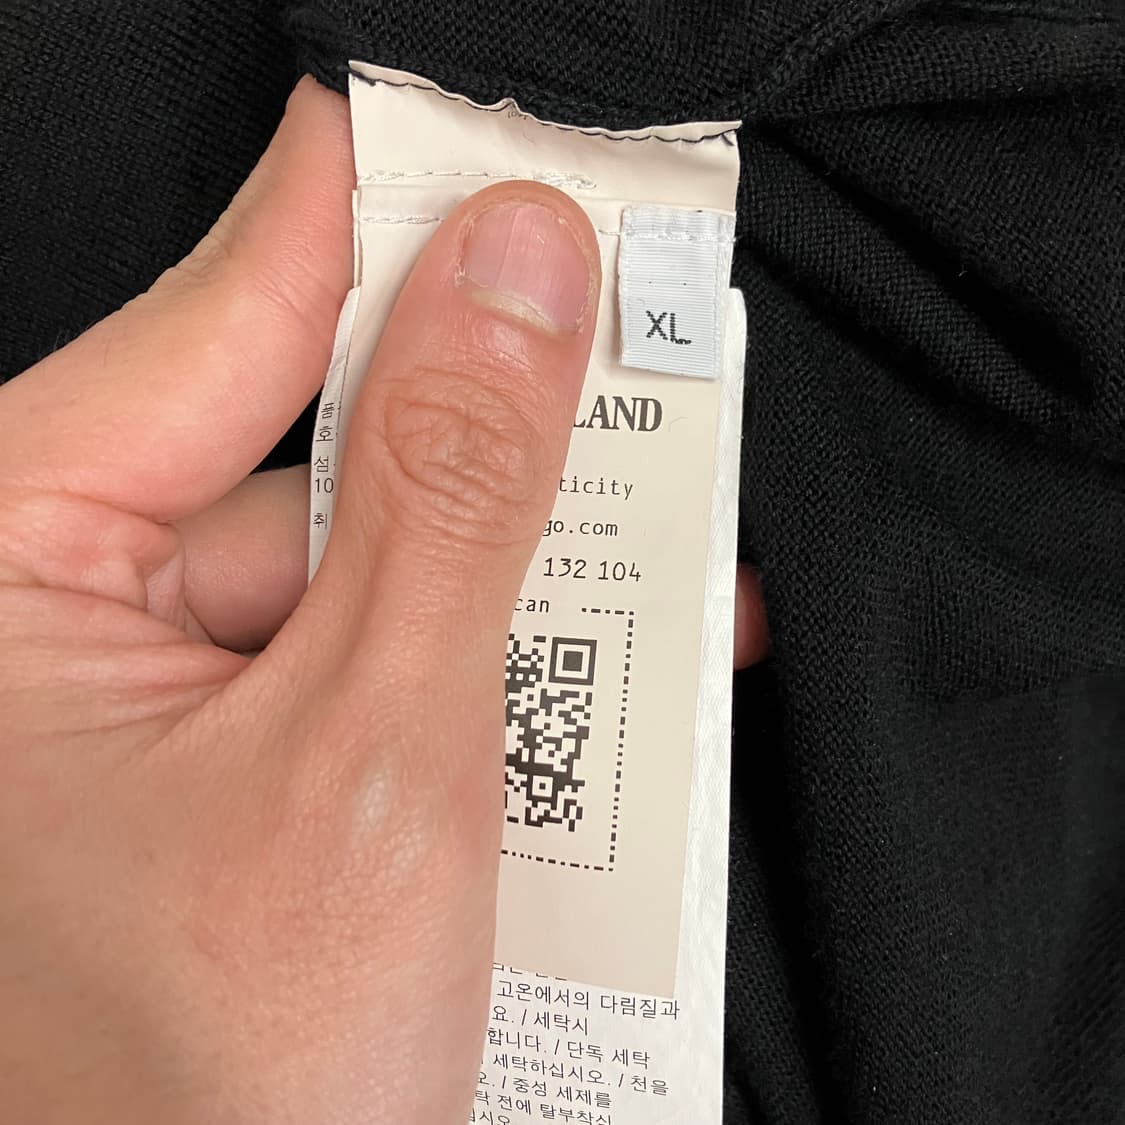 XL
LAND
ticity
go.com
132 104
can
품
호
섬
10
취
고온에서의 다림질과
요. / 세탁시
합니다. / 단독 세탁
세탁하십시오. / 천을
오. / 중성 세제를
탁 전에 탈부착식
십시오